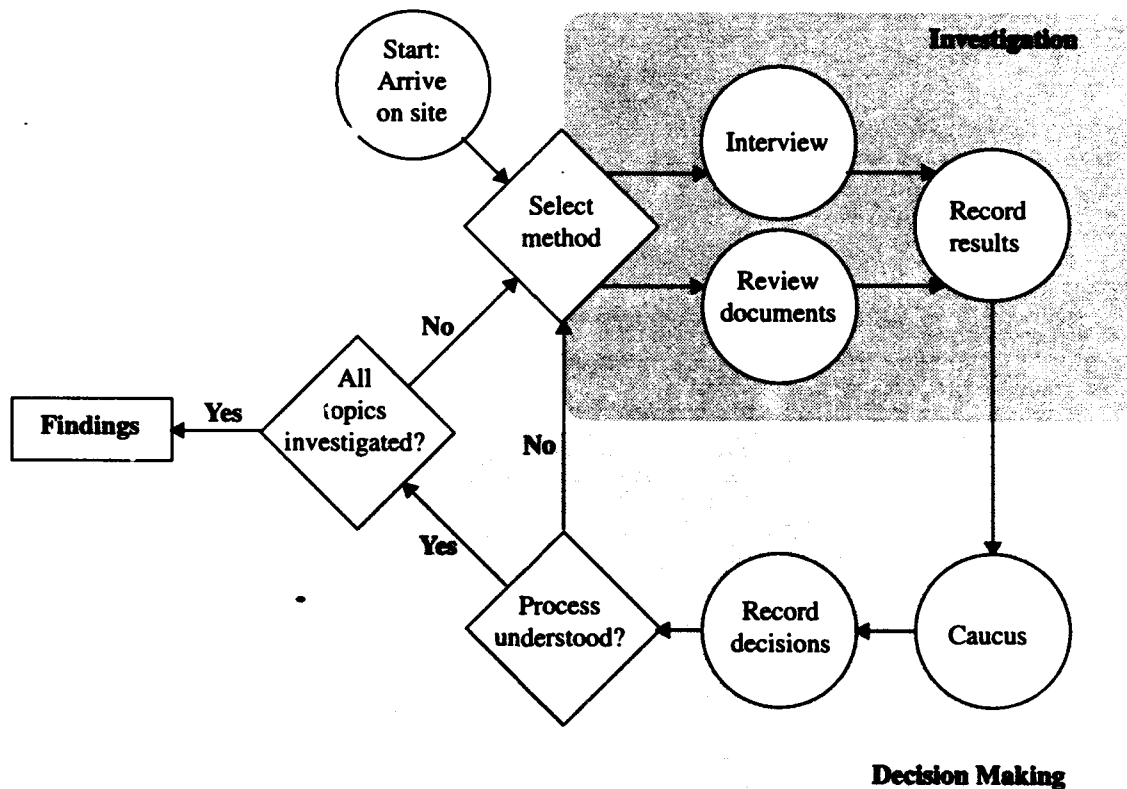 Start:
Arrive
on site
Investigation
Interview
Select
method
Record
results
Review
documents
No
All
topics
investigated?
Yes
Findings
No
Yes
Process
understood?
Record
decisions
Caucus
Decision Making